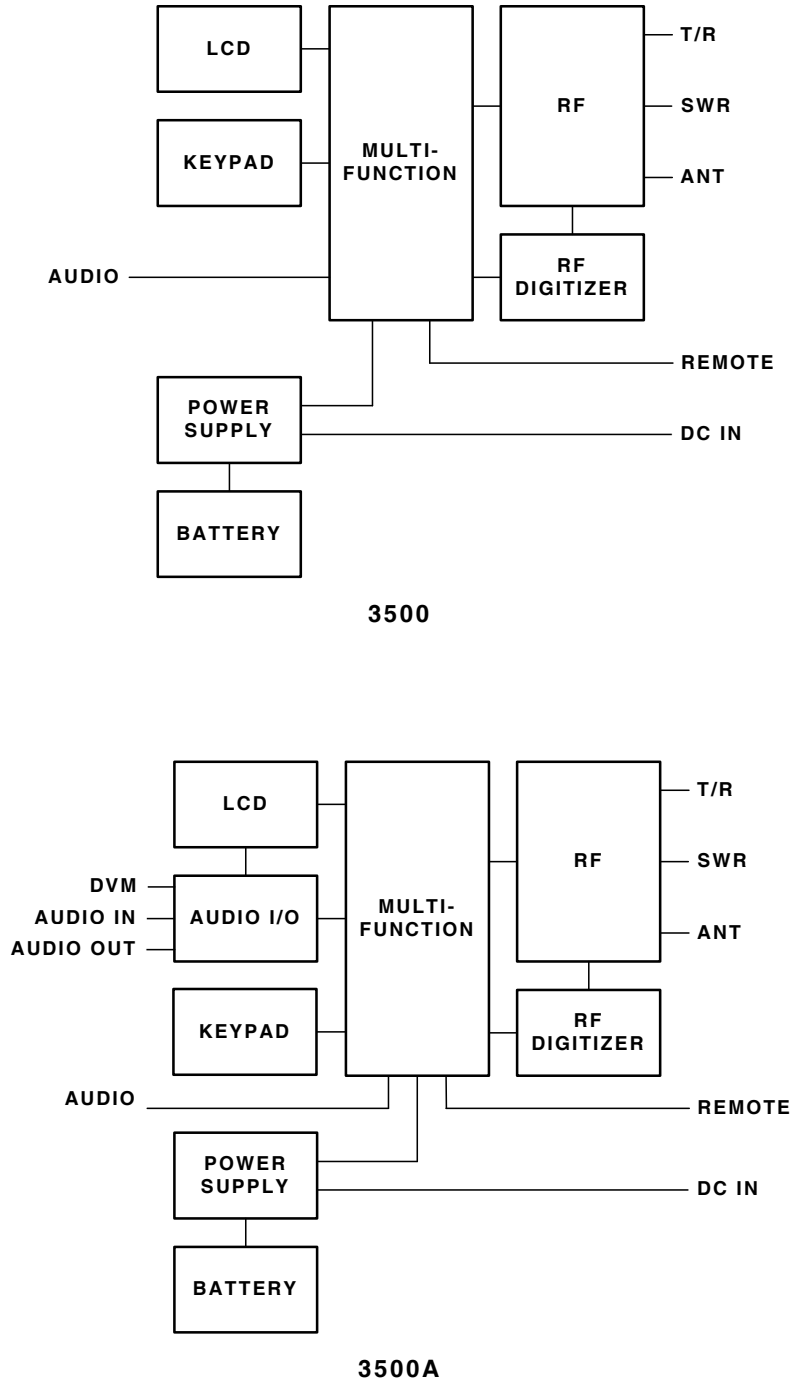 LCD
T/R
RF
SWR
MULTI-
FUNCTION
KEYPAD
ANT
RF
DIGITIZER
AUDIO
REMOTE
POWER
SUPPLY
DC IN
BATTERY
3500
LCD
T/R
RF
SWR
DVM
AUDIO IN
AUDIO OUT
AUDIO I/O
MULTI-
FUNCTION
ANT
KEYPAD
RF
DIGITIZER
AUDIO
REMOTE
POWER
SUPPLY
DC IN
BATTERY
3500A